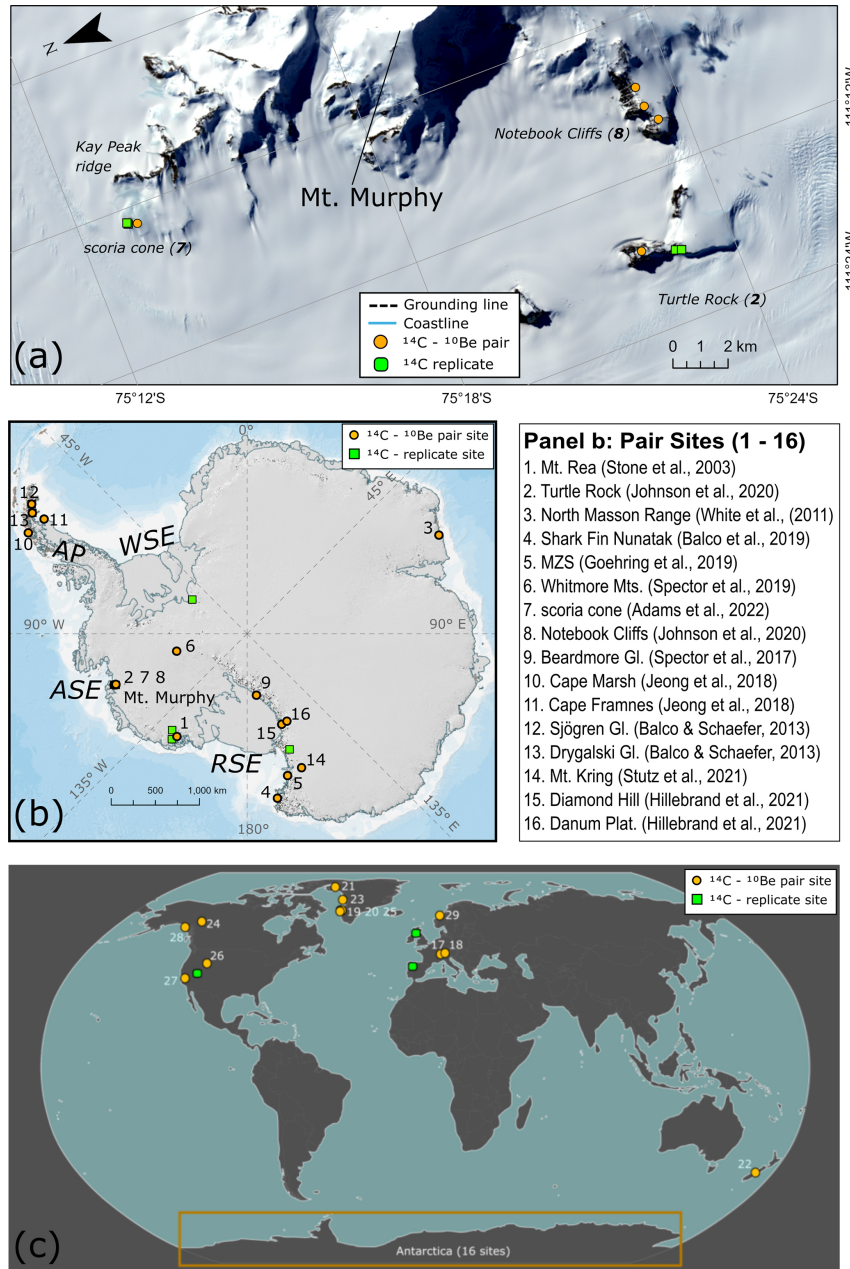 N
111°12'W
Kay Peak
ridge
Notebook Cliffs (8)
Mt. Murphy
scoria cone (7)
111°24'W
Turtle Rock (2)
Grounding line
Coastline
¹⁴C - ¹⁰Be pair
¹⁴C replicate
0 1 2 km
(a)
75°12'S 75°18'S 75°24'S
0°
45° W
45° E
¹⁴C - ¹⁰Be pair site
¹⁴C - replicate site
12
13 11
10
AP
WSE
3
90° W
90° E
6
2 7 8
Mt. Murphy
ASE
9
1
16
15
RSE
14
5
4
135° W
0 500 1,000 km
180°
135° E
(b)
Panel b: Pair Sites (1 - 16)
1. Mt. Rea (Stone et al., 2003)
2. Turtle Rock (Johnson et al., 2020)
3. North Masson Range (White et al., (2011)
4. Shark Fin Nunatak (Balco et al., 2019)
5. MZS (Goehring et al., 2019)
6. Whitmore Mts. (Spector et al., 2019)
7. scoria cone (Adams et al., 2022)
8. Notebook Cliffs (Johnson et al., 2020)
9. Beardmore Gl. (Spector et al., 2017)
10. Cape Marsh (Jeong et al., 2018)
11. Cape Framnes (Jeong et al., 2018)
12. Sjögren Gl. (Balco & Schaefer, 2013)
13. Drygalski Gl. (Balco & Schaefer, 2013)
14. Mt. Kring (Stutz et al., 2021)
15. Diamond Hill (Hillebrand et al., 2021)
16. Danum Plat. (Hillebrand et al., 2021)
¹⁴C - ¹⁰Be pair site
¹⁴C - replicate site
21
23
19 20 25
29
24
28
17 18
26
27
22
Antarctica (16 sites)
(c)